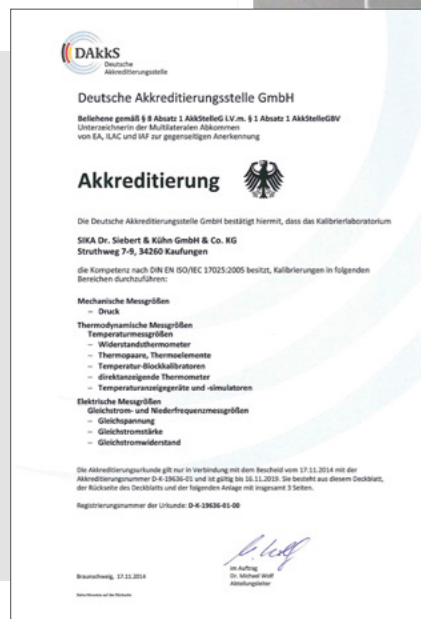 DAkkS
Deutsche
Akkreditierungsstelle
Deutsche Akkreditierungsstelle GmbH
Beliehene gemäß § 8 Absatz 1 AkkStelleG i.V.m. § 1 Absatz 1 AkkStelleGBV
Unterzeichnerin der Multilateralen Abkommen
von EA, ILAC und IAF zur gegenseitigen Anerkennung
Akkreditierung
Die Deutsche Akkreditierungsstelle GmbH bestätigt hiermit, dass das Kalibrierlaboratorium
SIKA Dr. Siebert & Kühn GmbH & Co. KG
Struthweg 7-9, 34260 Kaufungen
die Kompetenz nach DIN EN ISO/IEC 17025:2005 besitzt, Kalibrierungen in folgenden
Bereichen durchzuführen:
Mechanische Messgrößen
– Druck
Thermodynamische Messgrößen
Temperaturmessgrößen
– Widerstandsthermometer
– Thermopaare, Thermoelemente
– Temperatur-Blockkalibratoren
– direktanzeigende Thermometer
– Temperaturanzeigegeräte und -simulatoren
Elektrische Messgrößen
Gleichstrom- und Niederfrequenzmessgrößen
– Gleichspannung
– Gleichstromstärke
– Gleichstromwiderstand
Die Akkreditierungsurkunde gilt nur in Verbindung mit dem Bescheid vom 17.11.2014 mit der
Akkreditierungsnummer D-K-19636-01 und ist gültig bis 16.11.2019. Sie besteht aus diesem Deckblatt,
der Rückseite des Deckblatts und der folgenden Anlage mit insgesamt 3 Seiten.
Registrierungsnummer der Urkunde: D-K-19636-01-00
Braunschweig, 17.11.2014
Im Auftrag
Dr. Michael Wolf
Abteilungsleiter
Siehe Hinweise auf der Rückseite